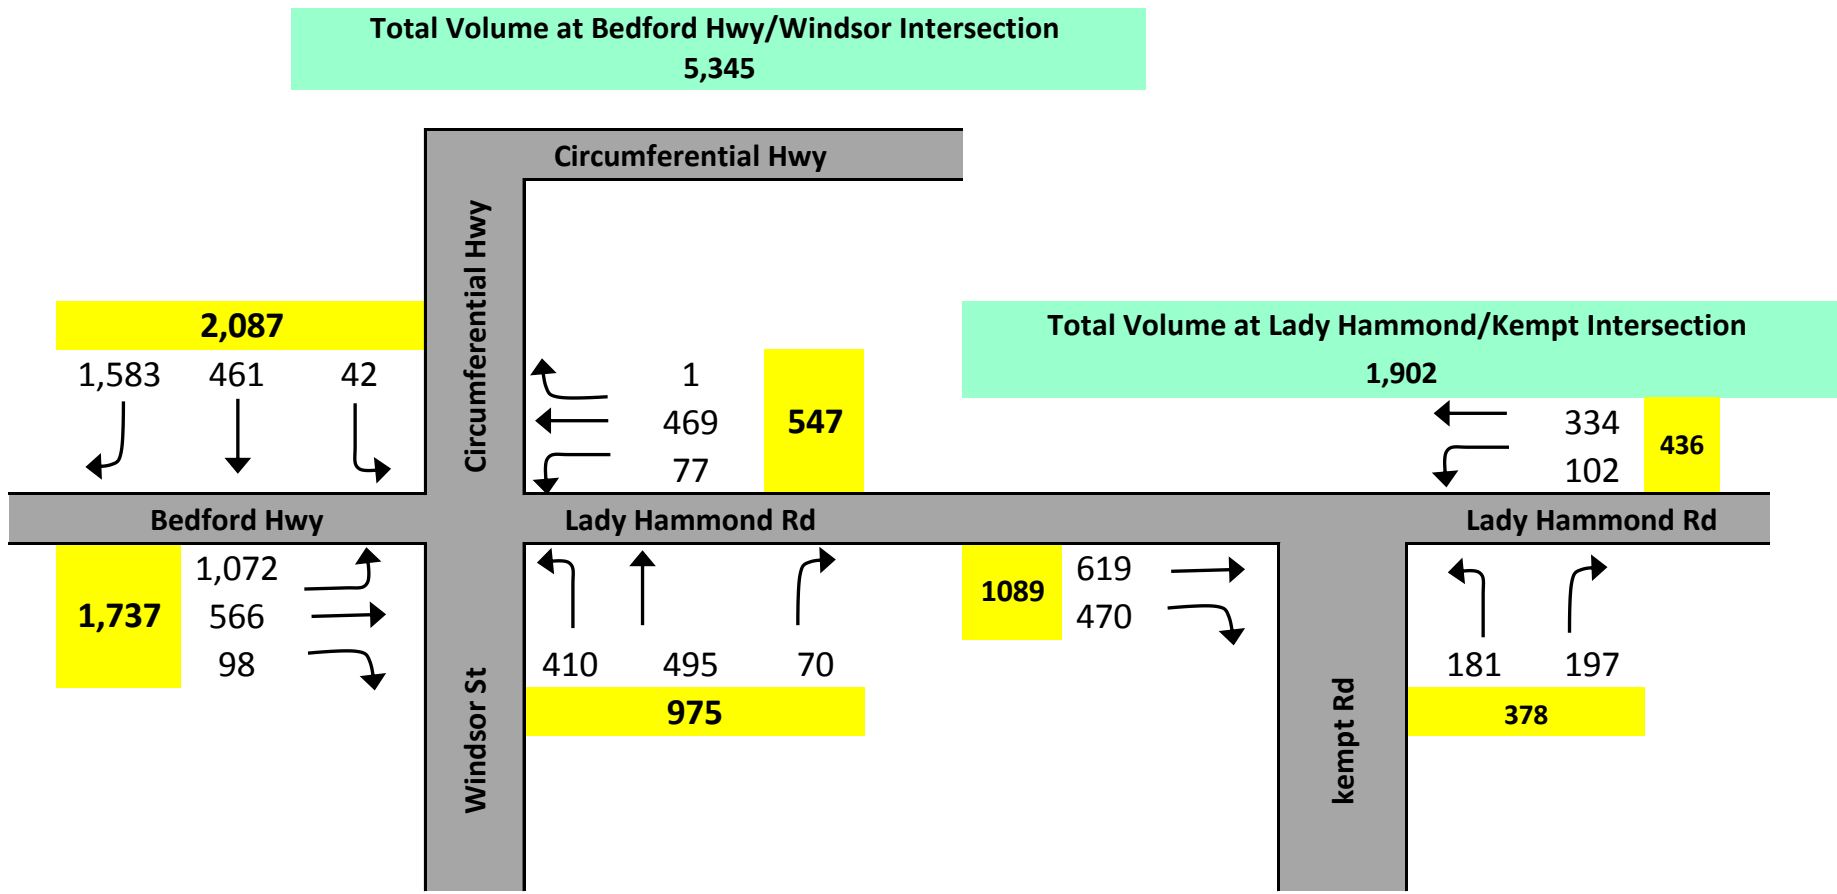 Total Volume at Bedford Hwy/Windsor Intersection
5,345
Circumferential Hwy
Circumferential Hwy
2,087
1,583 461 42
1
469
77
547
Total Volume at Lady Hammond/Kempt Intersection
1,902
334
102
436
Bedford Hwy
Lady Hammond Rd
Lady Hammond Rd
1,737
1,072
566
98
410 495 70
975
Windsor St
1089
619
470
kempt Rd
181 197
378